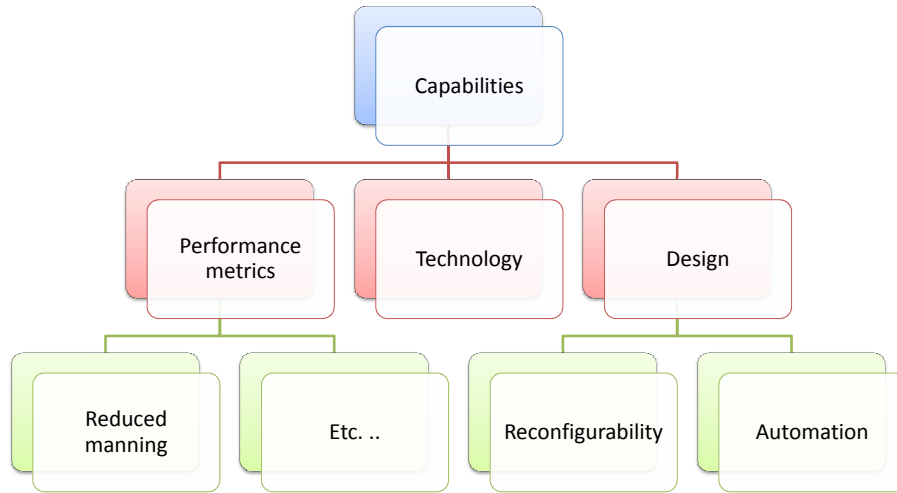 Capabilities
Performance
metrics
Technology
Design
Reduced
manning
Etc. ..
Reconfigurability
Automation